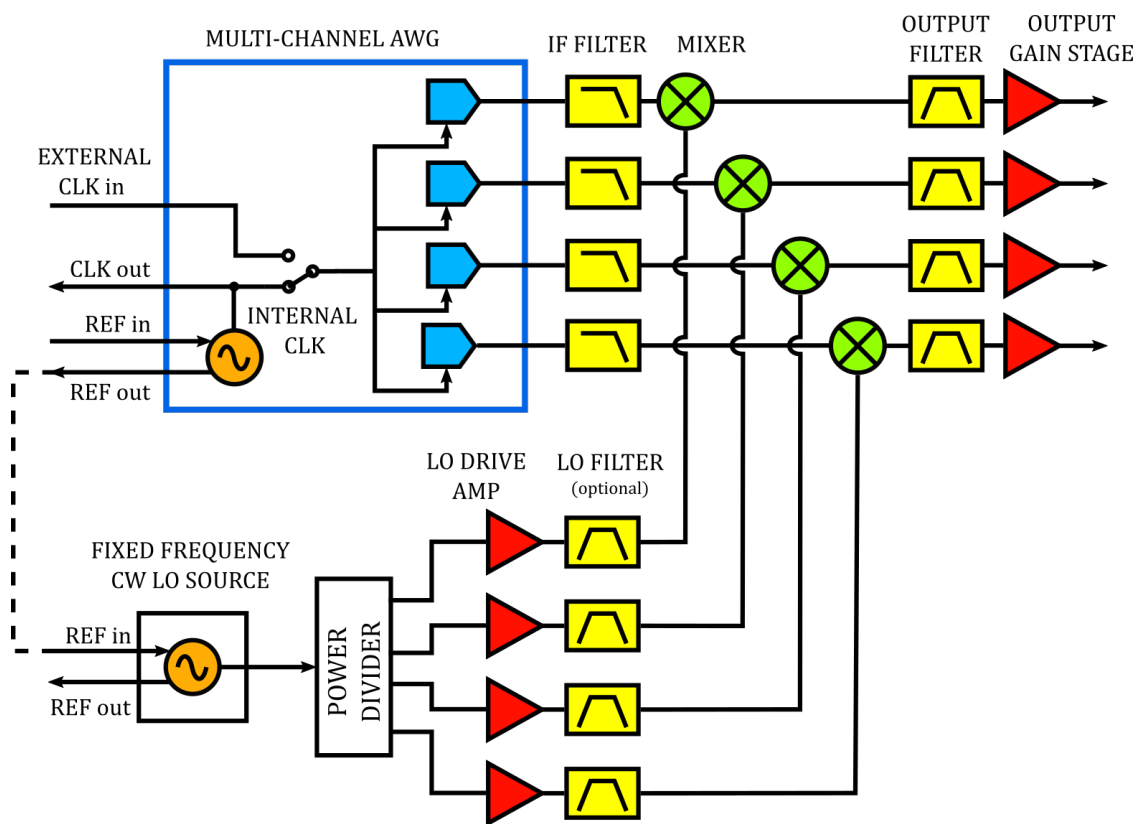 MULTI-CHANNEL AWG
IF FILTER
MIXER
OUTPUT
FILTER
OUTPUT
GAIN STAGE
EXTERNAL
CLK in
CLK out
REF in
REF out
INTERNAL
CLK
LO DRIVE
AMP
LO FILTER
(optional)
FIXED FREQUENCY
CW LO SOURCE
REF in
REF out
POWER
DIVIDER